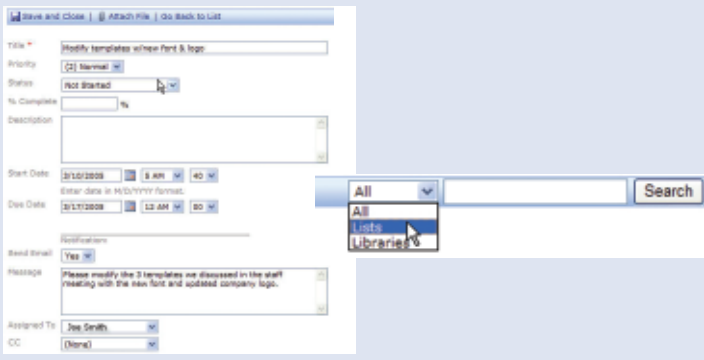 Save and Close | Attach File | Go Back to List
Title * Modify templates w/new font & logo
Priority (2) Normal
Status Not Started
% Complete %
Description
Start Date 3/10/2005 5 AM 40
Enter date in M/D/YYYY format.
Due Date 3/17/2005 12 AM 00
Notification
Send Email Yes
Message Please modify the 3 templates we discussed in the staff
meeting with the new font and updated company logo.
Assigned To Joe Smith
CC (None)
All Search
All
Lists
Libraries